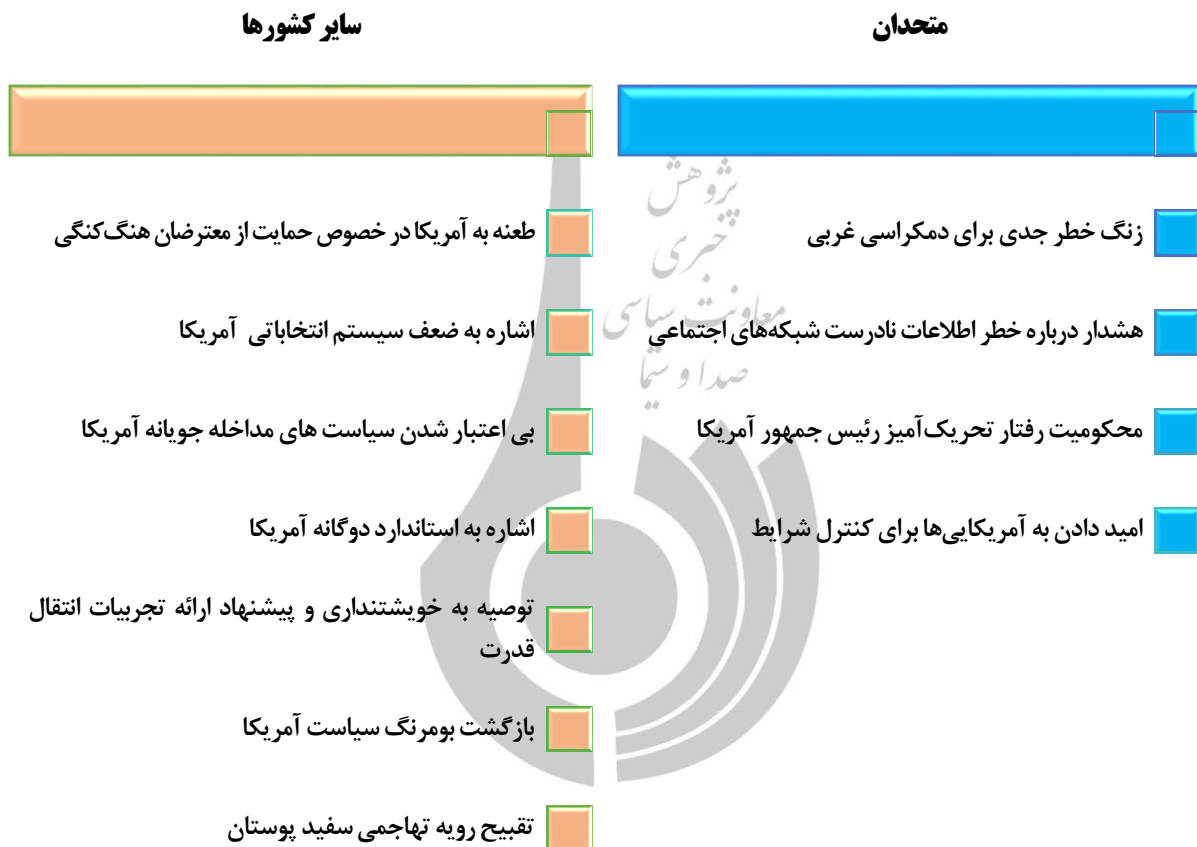 متحدان
زنگ خطر جدی برای دمکراسی غربی
هشدار درباره خطر اطلاعات نادرست شبکه‌های اجتماعی
محکومیت رفتار تحریک‌آمیز رئیس جمهور آمریکا
امید دادن به آمریکایی‌ها برای کنترل شرایط
سایر کشورها
طعنه به آمریکا در خصوص حمایت از معترضان هنگ‌کنگی
اشاره به ضعف سیستم انتخاباتی آمریکا
بی اعتبار شدن سیاست های مداخله جویانه آمریکا
اشاره به استاندارد دوگانه آمریکا
توصیه به خویشتنداری و پیشنهاد ارائه تجربیات انتقال
قدرت
بازگشت بومرنگ سیاست آمریکا
تقبیح رویه تهاجمی سفید پوستان
پژوهش
خبری
معاونت سیاسی
صدا و سیما